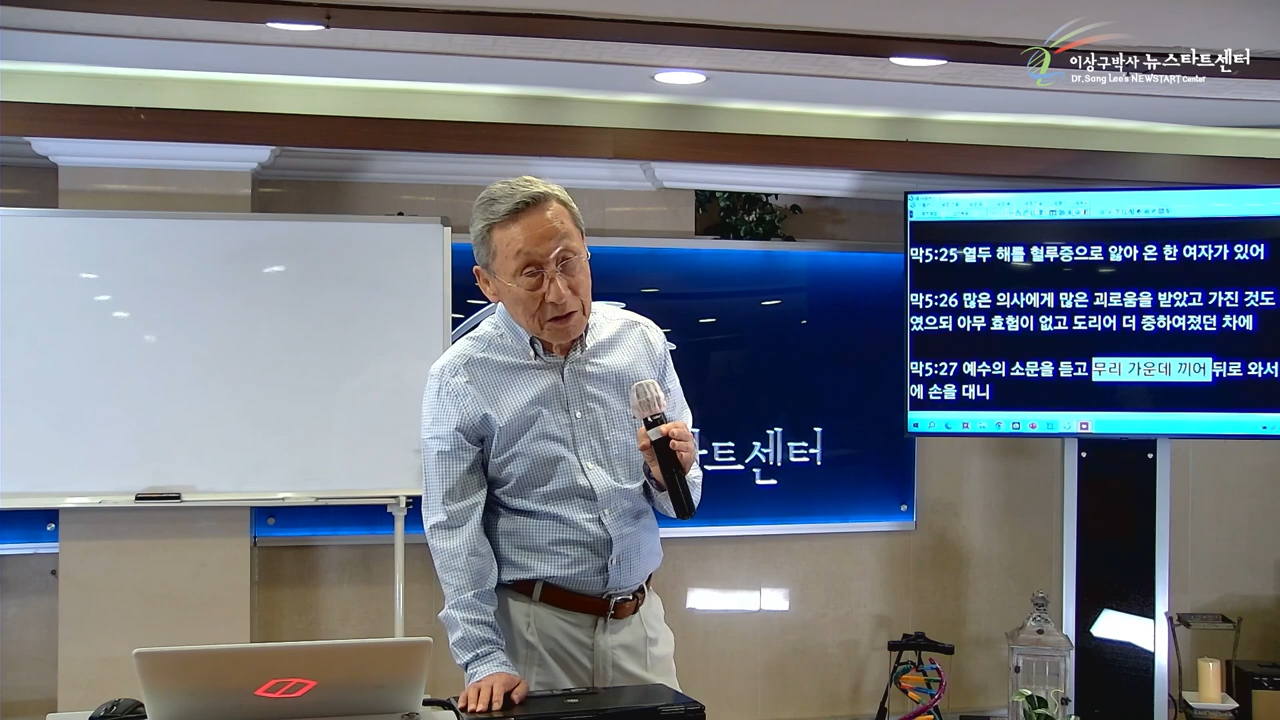 이상구박사 뉴스타트센터
Dr. Sang Lee's NEWSTART Center
막5:25 열두 해를 혈루증으로 앓아 온 한 여자가 있어
막5:26 많은 의사에게 많은 괴로움을 받았고 가진 것도
였으되 아무 효험이 없고 도리어 더 중하여졌던 차에
막5:27 예수의 소문을 듣고 무리 가운데 끼어 뒤로 와서
에 손을 대니
트센터